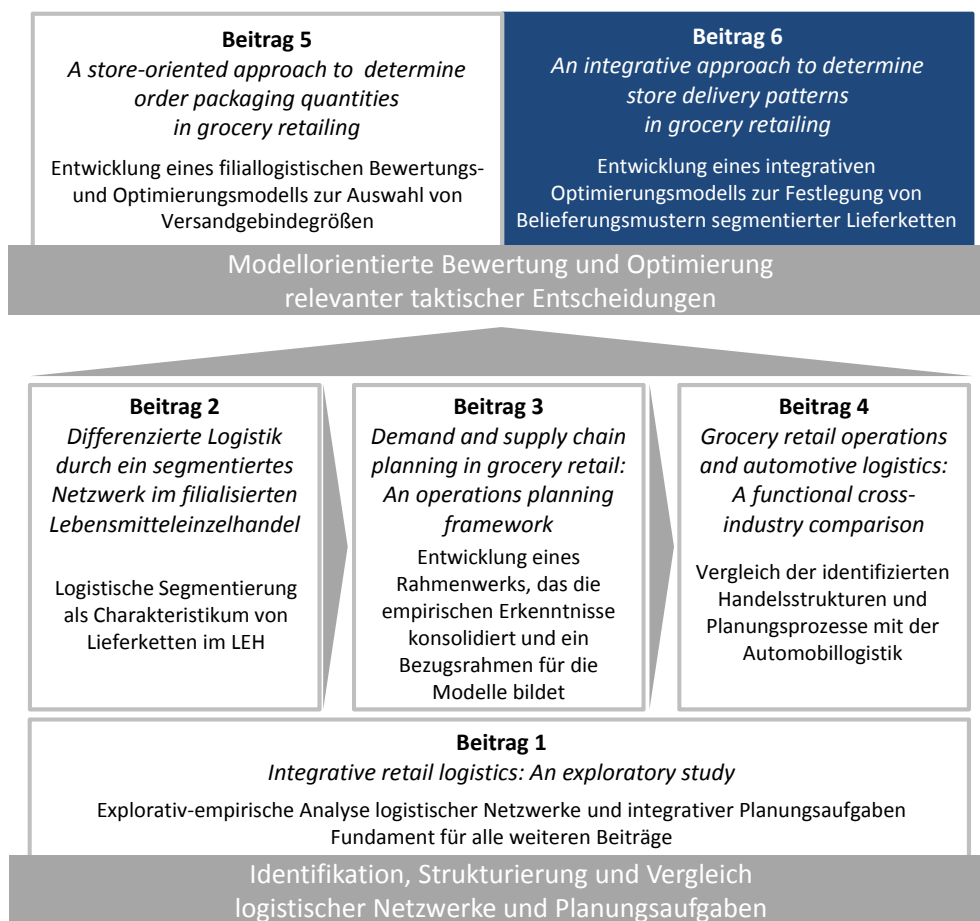 Beitrag 5
A store-oriented approach to determine
order packaging quantities
in grocery retailing
Entwicklung eines filiallogistischen Bewertungs-
und Optimierungsmodells zur Auswahl von
Versandgebindegrößen
Beitrag 6
An integrative approach to determine
store delivery patterns
in grocery retailing
Entwicklung eines integrativen
Optimierungsmodells zur Festlegung von
Belieferungsmustern segmentierter Lieferketten
Modellorientierte Bewertung und Optimierung
relevanter taktischer Entscheidungen
Beitrag 2
Differenzierte Logistik
durch ein segmentiertes
Netzwerk im filialisierten
Lebensmitteleinzelhandel
Logistische Segmentierung
als Charakteristikum von
Lieferketten im LEH
Beitrag 3
Demand and supply chain
planning in grocery retail:
An operations planning
framework
Entwicklung eines
Rahmenwerks, das die
empirischen Erkenntnisse
konsolidiert und ein
Bezugsrahmen für die
Modelle bildet
Beitrag 4
Grocery retail operations
and automotive logistics:
A functional cross-
industry comparison
Vergleich der identifizierten
Handelsstrukturen und
Planungsprozesse mit der
Automobillogistik
Beitrag 1
Integrative retail logistics: An exploratory study
Explorativ-empirische Analyse logistischer Netzwerke und integrativer Planungsaufgaben
Fundament für alle weiteren Beiträge
Identifikation, Strukturierung und Vergleich
logistischer Netzwerke und Planungsaufgaben